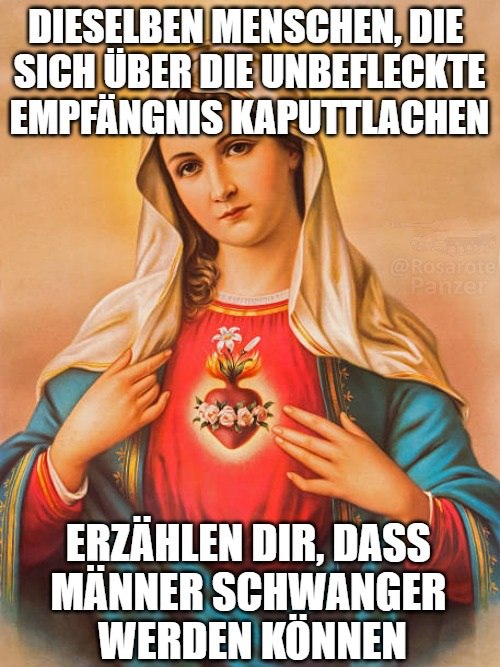 DIESELBEN MENSCHEN, DIE
SICH ÜBER DIE UNBEFLECKTE
EMPFÄNGNIS KAPUTTLACHEN
@Rosarote
Panzer
ERZÄHLEN DIR, DASS
MÄNNER SCHWANGER
WERDEN KÖNNEN